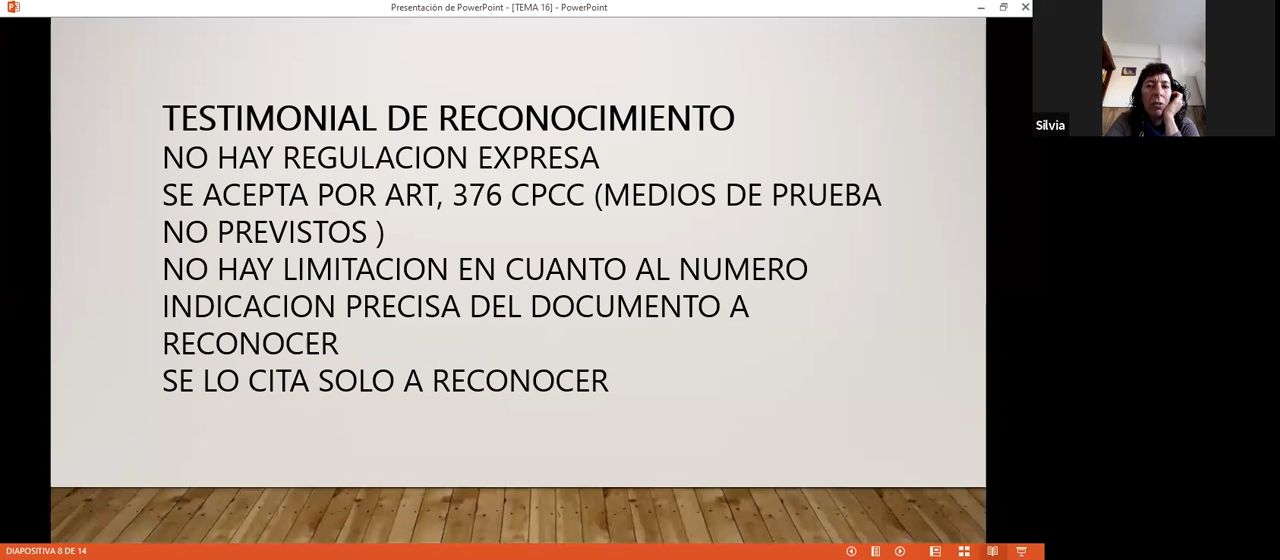 Presentación de PowerPoint - [TEMA 16] - PowerPoint
TESTIMONIAL DE RECONOCIMIENTO
NO HAY REGULACION EXPRESA
SE ACEPTA POR ART, 376 CPCC (MEDIOS DE PRUEBA
NO PREVISTOS )
NO HAY LIMITACION EN CUANTO AL NUMERO
INDICACION PRECISA DEL DOCUMENTO A
RECONOCER
SE LO CITA SOLO A RECONOCER
Silvia
DIAPOSITIVA 8 DE 14